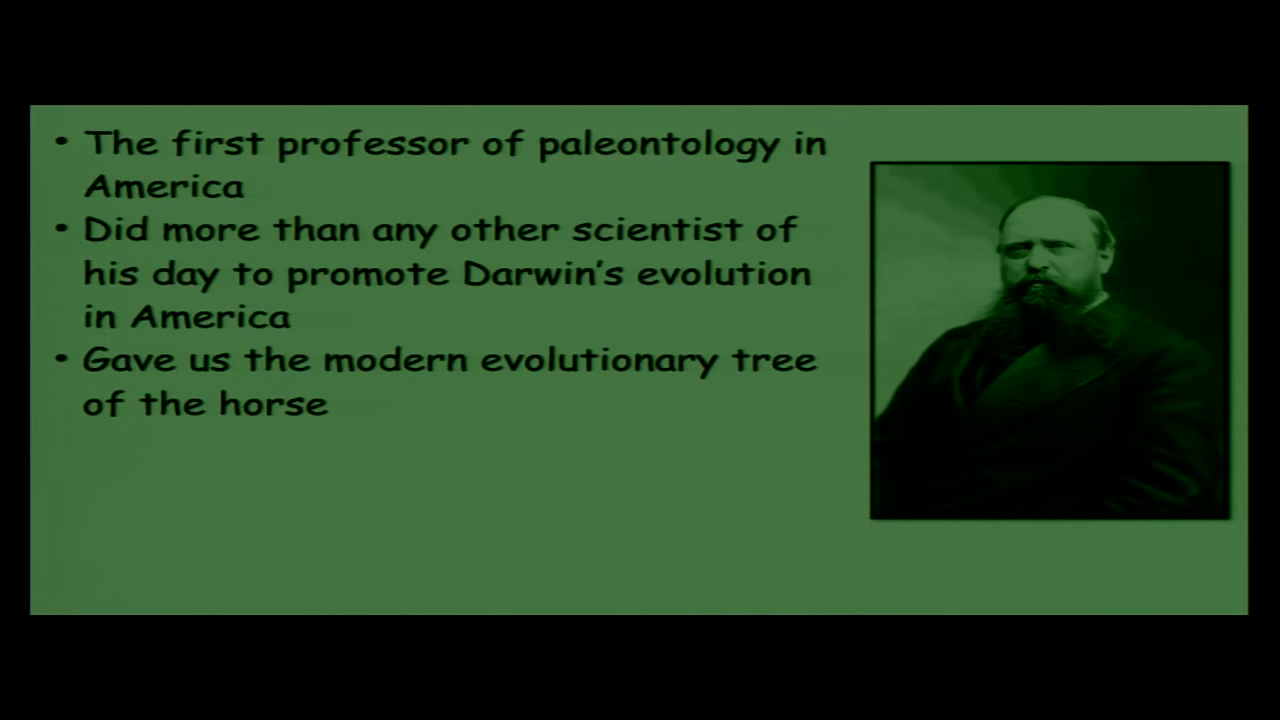 • The first professor of paleontology in
America
• Did more than any other scientist of
his day to promote Darwin's evolution
in America
• Gave us the modern evolutionary tree
of the horse